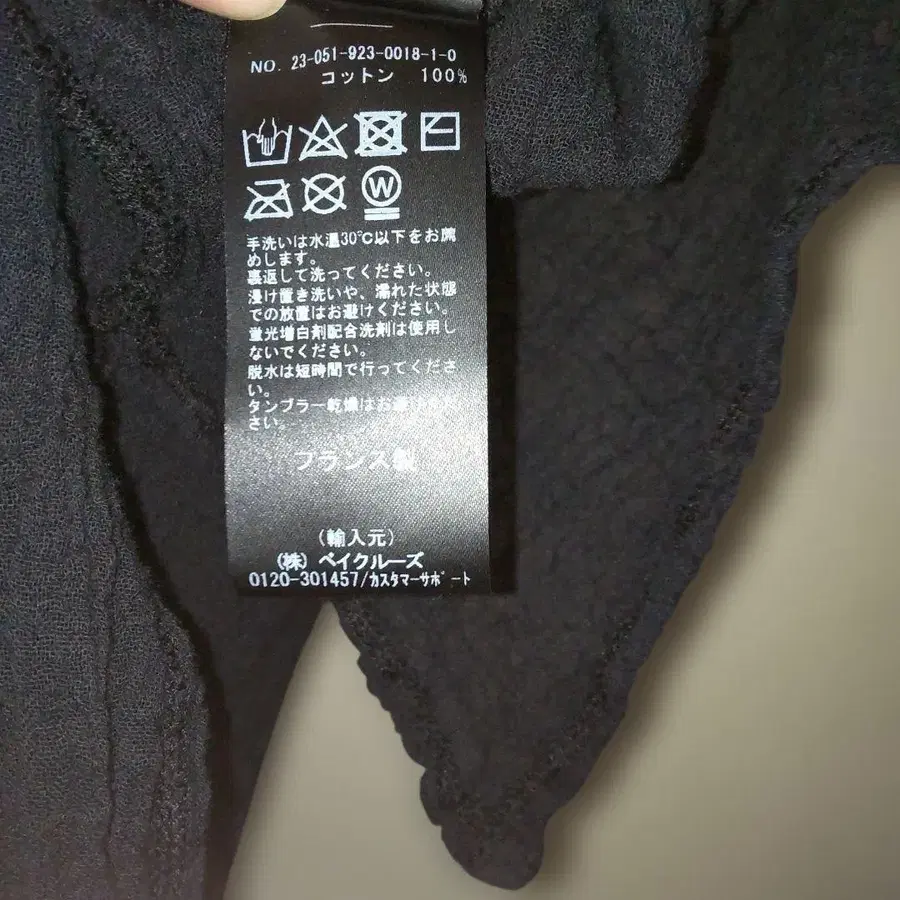 NO. 23-051-923-0018-1-0
コットン 100%
W
手洗いは水温30℃以下をお薦
めします。
裏返して洗ってください。
浸け置き洗いや、濡れた状態
での放置はお避けください。
蛍光増白剤配合洗剤は使用し
ないでください。
脱水は短時間で行ってくださ
い。
タンブラー乾燥はお避けくだ
さい。
フランス製
(輸入元)
(株) ベイクルーズ
0120-301457/カスタマーサポート